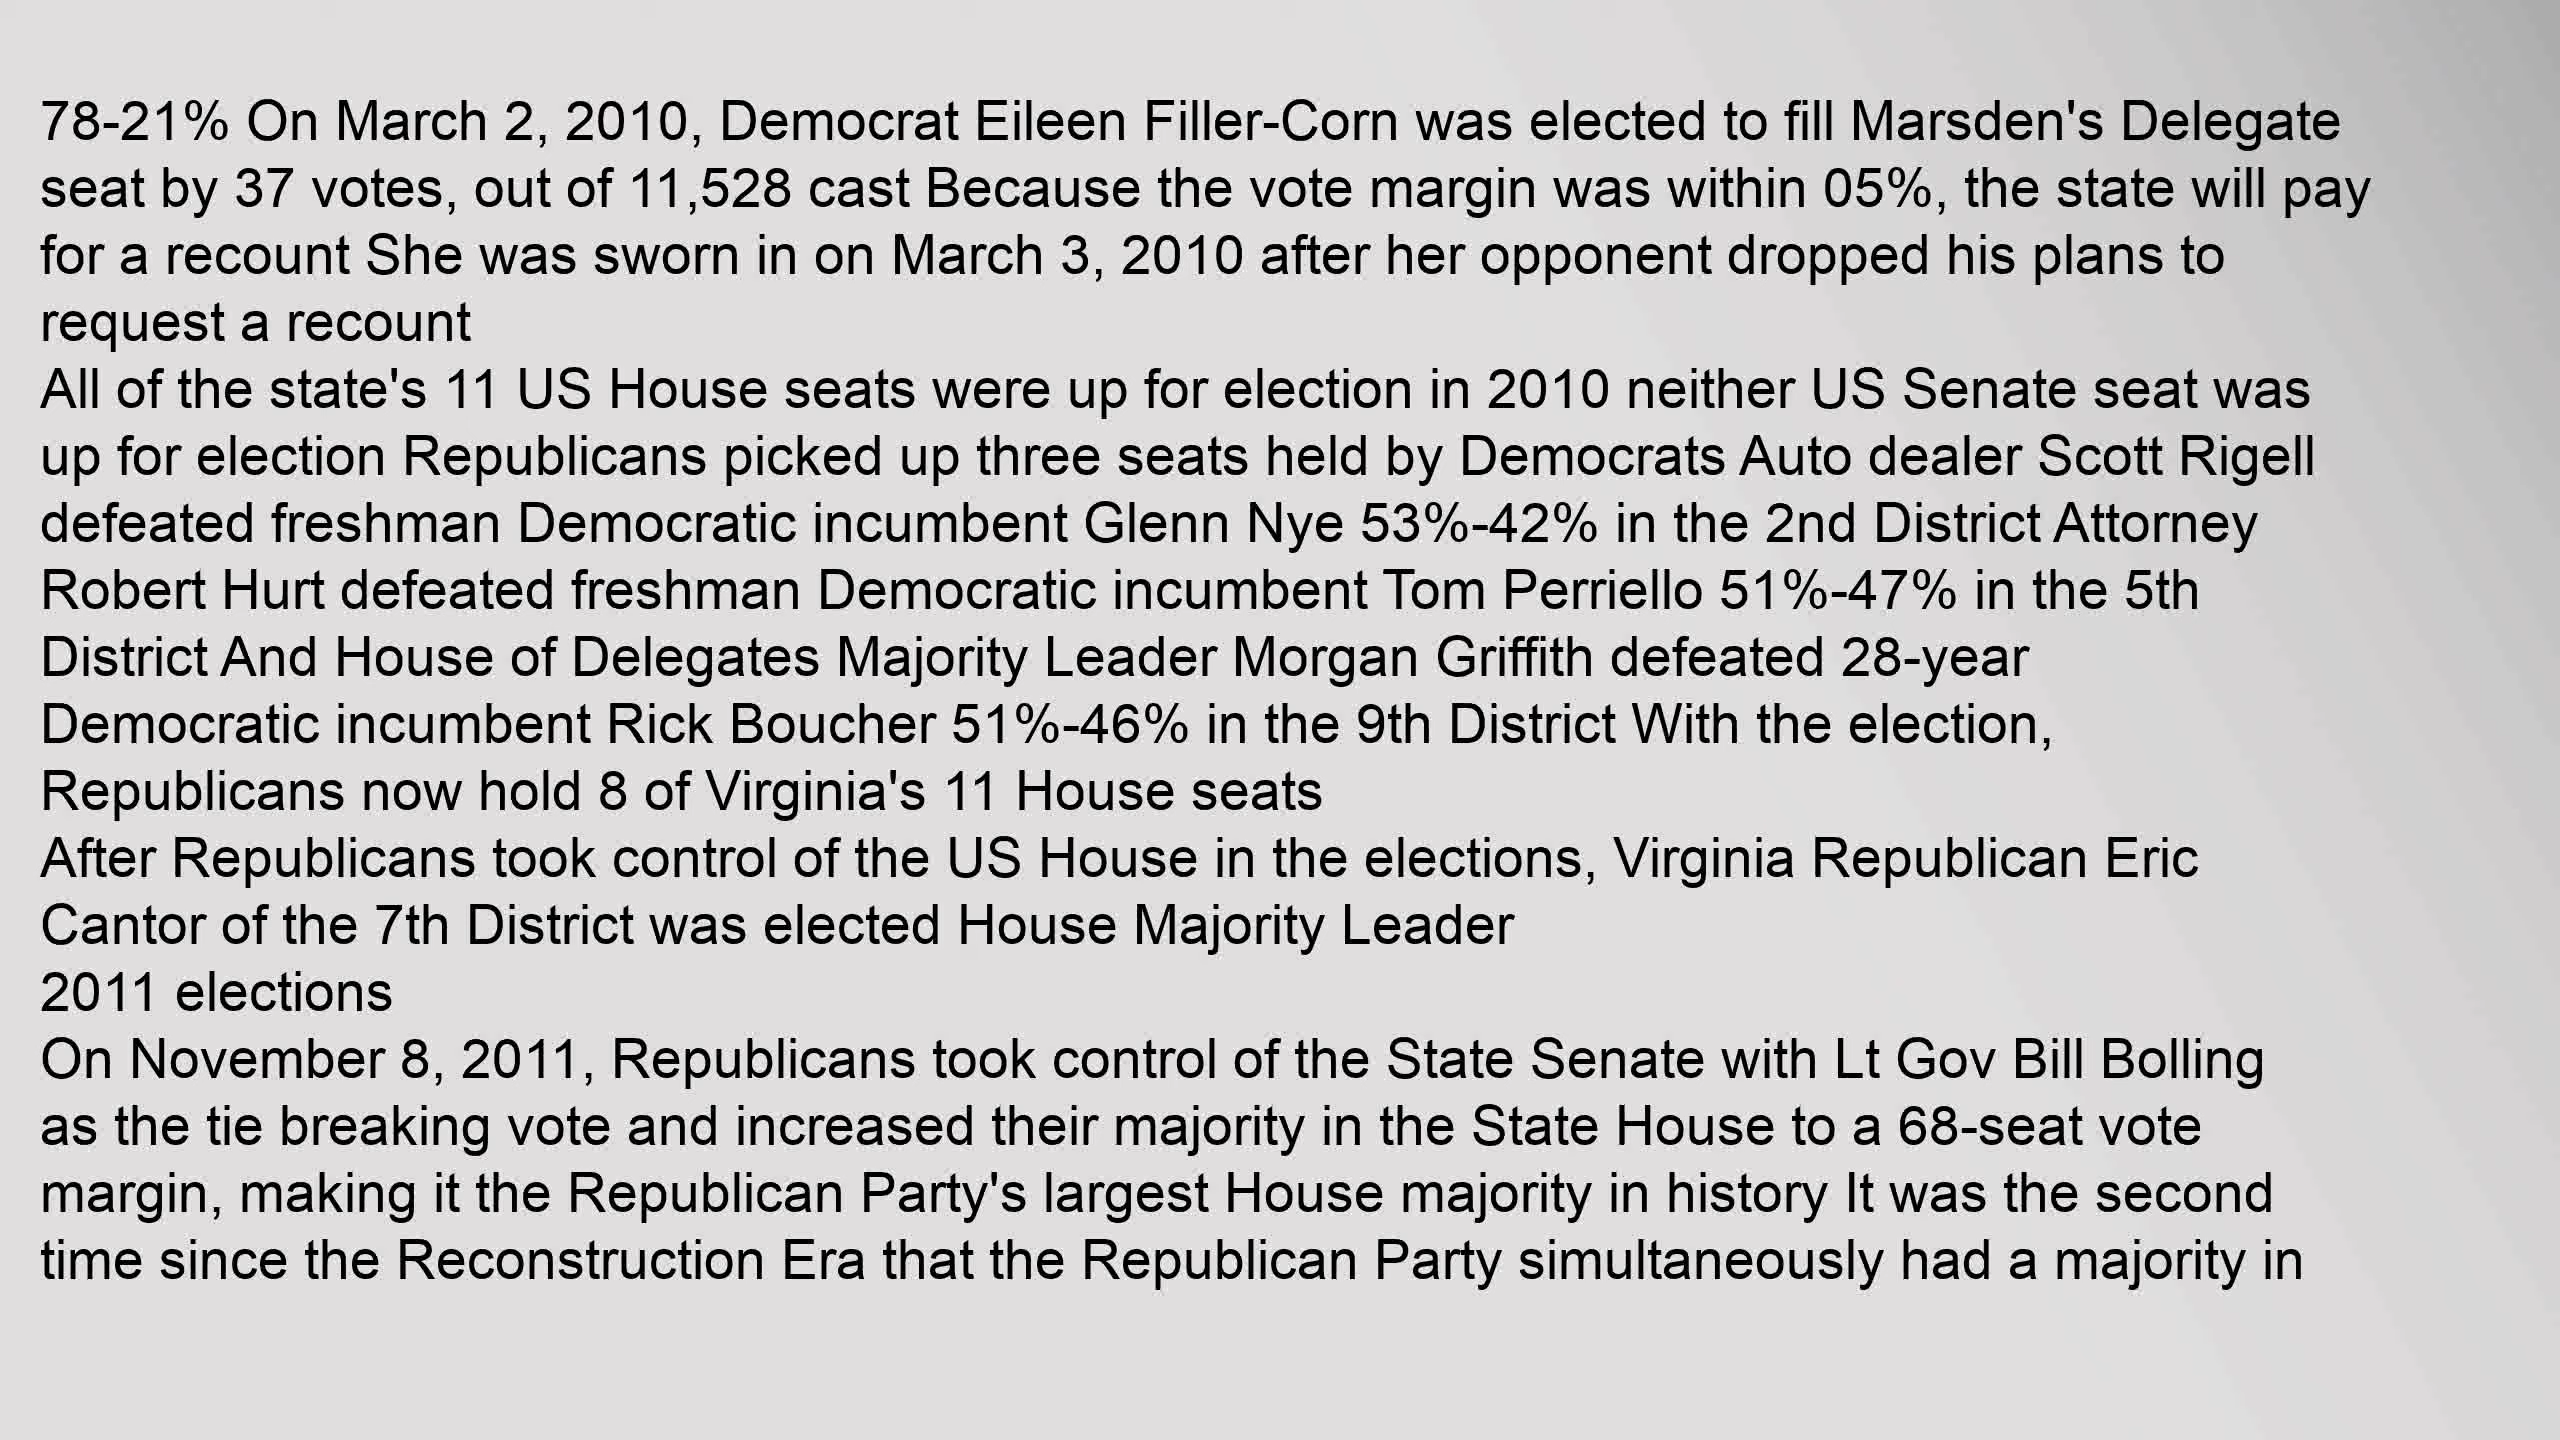 78-21% On March 2, 2010, Democrat Eileen Filler-Corn was elected to fill Marsden's Delegate
seat by 37 votes, out of 11,528 cast Because the vote margin was within 05%, the state will pay
for a recount She was sworn in on March 3, 2010 after her opponent dropped his plans to
request a recount
All of the state's 11 US House seats were up for election in 2010 neither US Senate seat was
up for election Republicans picked up three seats held by Democrats Auto dealer Scott Rigell
defeated freshman Democratic incumbent Glenn Nye 53%-42% in the 2nd District Attorney
Robert Hurt defeated freshman Democratic incumbent Tom Perriello 51%-47% in the 5th
District And House of Delegates Majority Leader Morgan Griffith defeated 28-year
Democratic incumbent Rick Boucher 51%-46% in the 9th District With the election,
Republicans now hold 8 of Virginia's 11 House seats
After Republicans took control of the US House in the elections, Virginia Republican Eric
Cantor of the 7th District was elected House Majority Leader
2011 elections
On November 8, 2011, Republicans took control of the State Senate with Lt Gov Bill Bolling
as the tie breaking vote and increased their majority in the State House to a 68-seat vote
margin, making it the Republican Party's largest House majority in history It was the second
time since the Reconstruction Era that the Republican Party simultaneously had a majority in